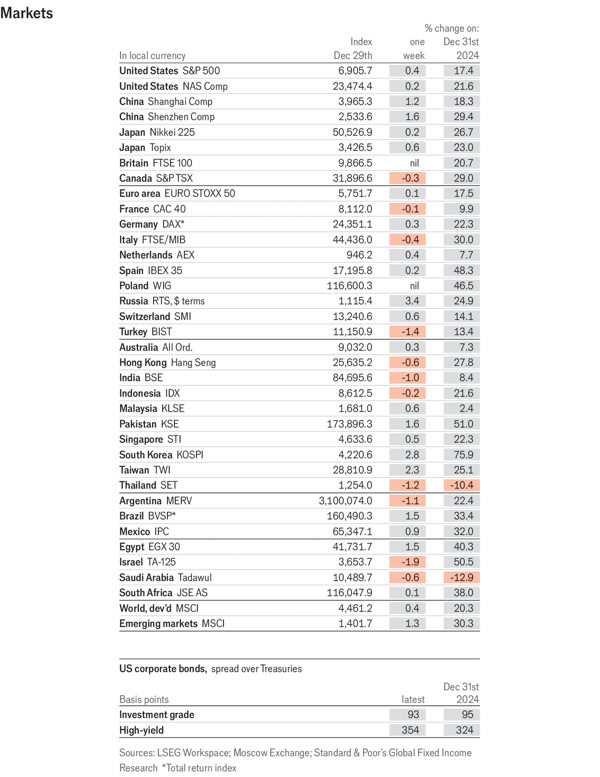 Markets
% change on:
Index one Dec 31st
In local currency Dec 29th week 2024
United States S&P 500 6,905.7 0.4 17.4
United States NAS Comp 23,474.4 0.2 21.6
China Shanghai Comp 3,965.3 1.2 18.3
China Shenzhen Comp 2,533.6 1.6 29.4
Japan Nikkei 225 50,526.9 0.2 26.7
Japan Topix 3,426.5 0.6 23.0
Britain FTSE 100 9,866.5 nil 20.7
Canada S&P TSX 31,896.6 -0.3 29.0
Euro area EURO STOXX 50 5,751.7 0.1 17.5
France CAC 40 8,112.0 -0.1 9.9
Germany DAX* 24,351.1 0.3 22.3
Italy FTSE/MIB 44,436.0 -0.4 30.0
Netherlands AEX 946.2 0.4 7.7
Spain IBEX 35 17,195.8 0.2 48.3
Poland WIG 116,600.3 nil 46.5
Russia RTS, $ terms 1,115.4 3.4 24.9
Switzerland SMI 13,240.6 0.6 14.1
Turkey BIST 11,150.9 -1.4 13.4
Australia All Ord. 9,032.0 0.3 7.3
Hong Kong Hang Seng 25,635.2 -0.6 27.8
India BSE 84,695.6 -1.0 8.4
Indonesia IDX 8,612.5 -0.2 21.6
Malaysia KLSE 1,681.0 0.6 2.4
Pakistan KSE 173,896.3 1.6 51.0
Singapore STI 4,633.6 0.5 22.3
South Korea KOSPI 4,220.6 2.8 75.9
Taiwan TWI 28,810.9 2.3 25.1
Thailand SET 1,254.0 -1.2 -10.4
Argentina MERV 3,100,074.0 -1.1 22.4
Brazil BVSP* 160,490.3 1.5 33.4
Mexico IPC 65,347.1 0.9 32.0
Egypt EGX 30 41,731.7 1.5 40.3
Israel TA-125 3,653.7 -1.9 50.5
Saudi Arabia Tadawul 10,489.7 -0.6 -12.9
South Africa JSE AS 116,047.9 0.1 38.0
World, dev'd MSCI 4,461.2 0.4 20.3
Emerging markets MSCI 1,401.7 1.3 30.3
US corporate bonds, spread over Treasuries
Dec 31st
Basis points latest 2024
Investment grade 93 95
High-yield 354 324
Sources: LSEG Workspace; Moscow Exchange; Standard & Poor's Global Fixed Income
Research *Total return index